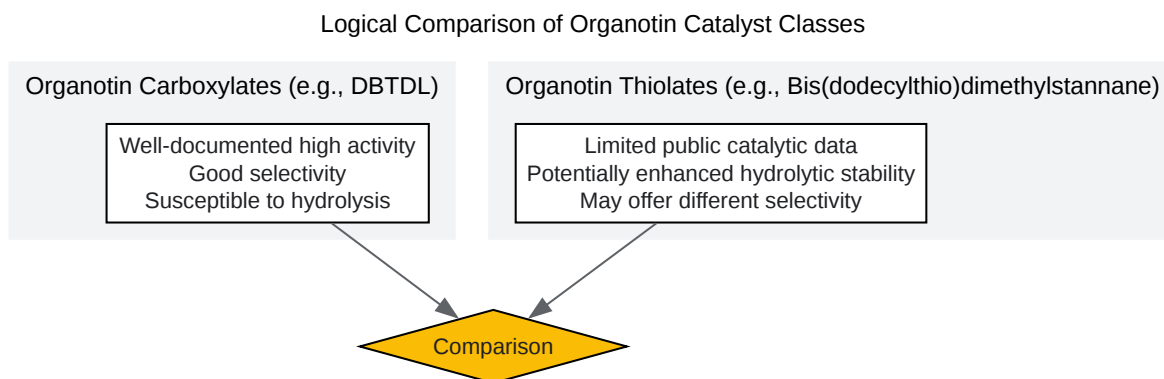 Logical Comparison of Organotin Catalyst Classes
Organotin Carboxylates (e.g., DBTDL)
Well-documented high activity
Good selectivity
Susceptible to hydrolysis
Organotin Thiolates (e.g., Bis(dodecylthio)dimethylstannane)
Limited public catalytic data
Potentially enhanced hydrolytic stability
May offer different selectivity
Comparison